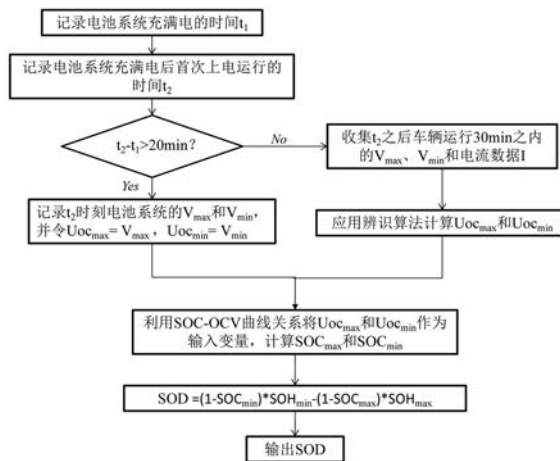 记录电池系统充满电的时间t₁
记录电池系统充满电后首次上电运行的
时间t₂
t₂-t₁>20min?
No
Yes
收集t₂之后车辆运行30min之内
的Vmax、Vmin和电流数据I
记录t₂时刻电池系统的Vmax和Vmin,
并令Uocmax= Vmax, Uocmin= Vmin
应用辨识算法计算Uocmax和Uocmin
利用SOC-OCV曲线关系将Uocmax和Uocmin作为
输入变量，计算SOCmax和SOCmin
SOD =(1-SOCmin)*SOHmin-(1-SOCmax)*SOHmax
输出SOD